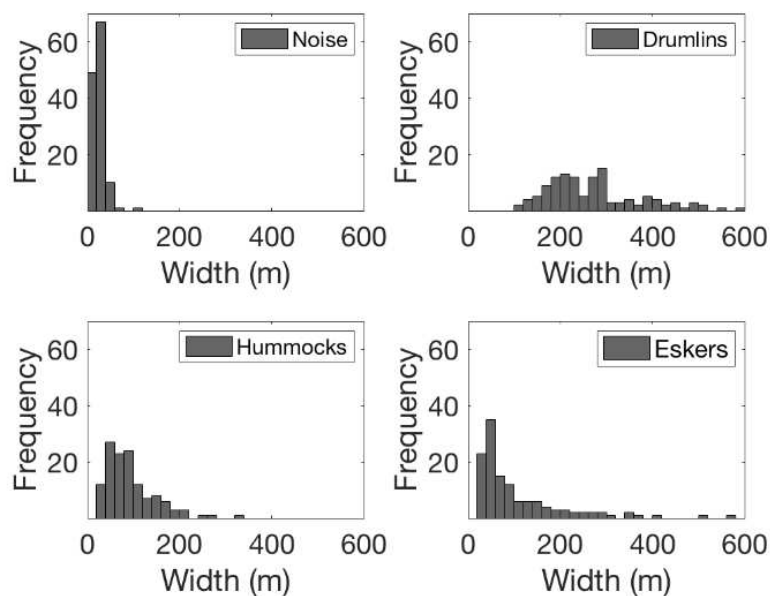 Noise
60
40
20
Frequency
0 200 400 600
Width (m)
Drumlins
60
40
20
Frequency
0 200 400 600
Width (m)
Hummocks
60
40
20
Frequency
0 200 400 600
Width (m)
Eskers
60
40
20
Frequency
0 200 400 600
Width (m)